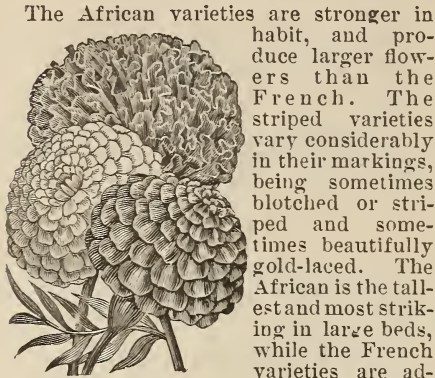 The African varieties are stronger in
habit, and pro-
duce larger flow-
ers than the
French. The
striped varieties
vary considerably
in their markings,
being sometimes
blotched or stri-
ped and some-
times beautifully
gold-laced. The
African is the tall-
est and most strik-
ing in large beds,
while the French
varieties are ad-